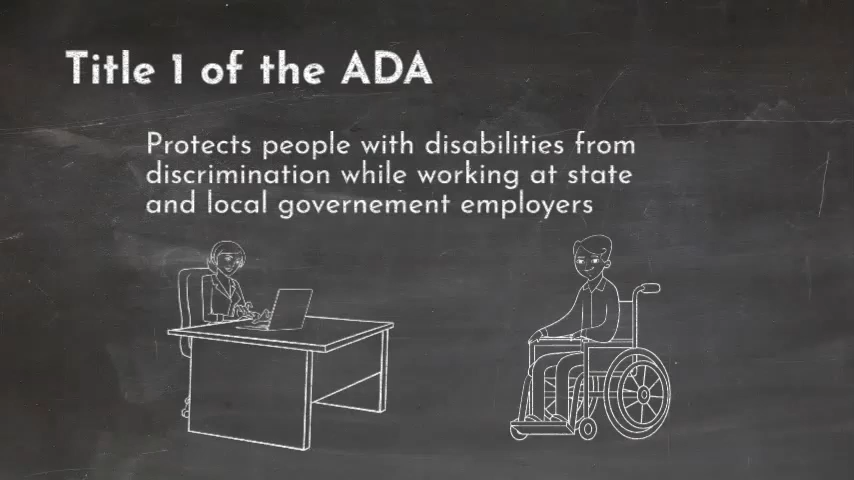 Title 1 of the ADA
Protects people with disabilities from
discrimination while working at state
and local governement employers